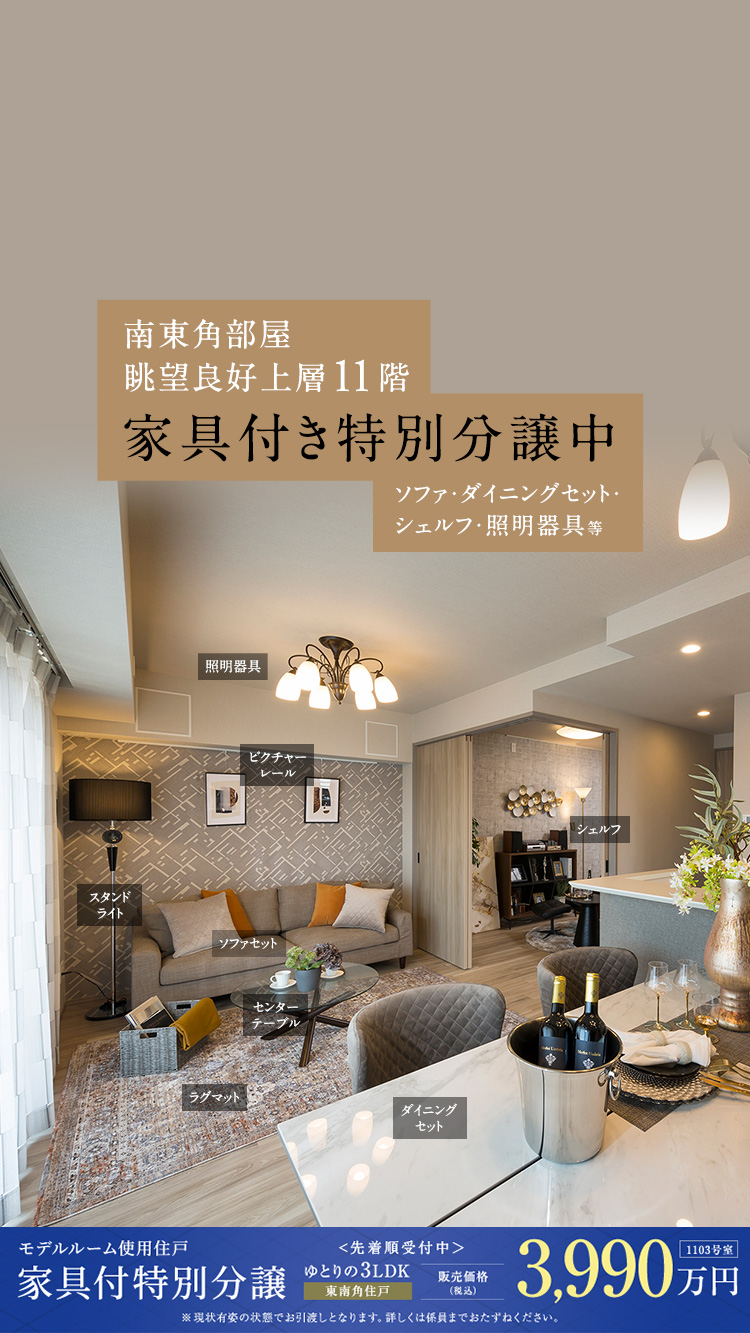 南東角部屋
眺望良好上層11階
家具付き特別分譲中
ソファ・ダイニングセット・
シェルフ・照明器具等
照明器具
ピクチャー
レール
シェルフ
スタンド
ライト
ソファセット
センター
テーブル
ラグマット
ダイニング
セット
モデルルーム使用住戸
家具付特別分譲
<先着順受付中>
ゆとりの3LDK
東南角住戸
販売価格
(税込)
3,990万円
1103号室
※現状有姿の状態でお引渡しとなります。詳しくは係員までおたずねください。